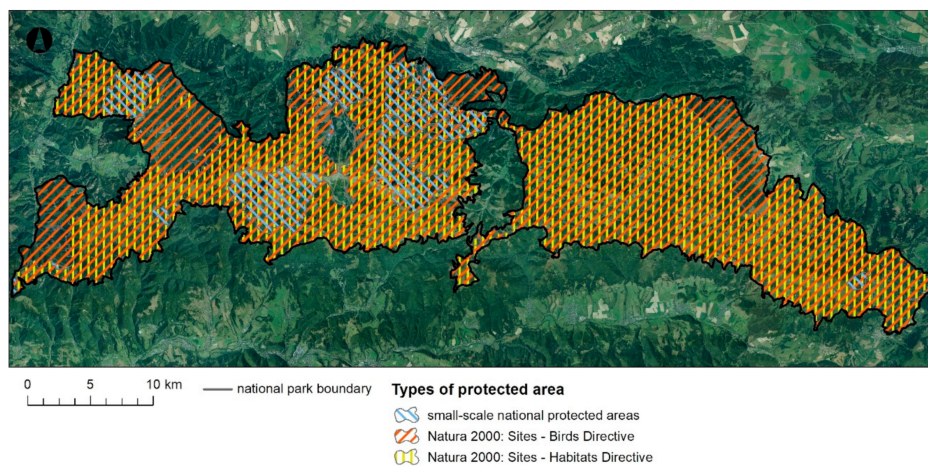 0 5 10 km
national park boundary
Types of protected area
small-scale national protected areas
Natura 2000: Sites - Birds Directive
Natura 2000: Sites - Habitats Directive